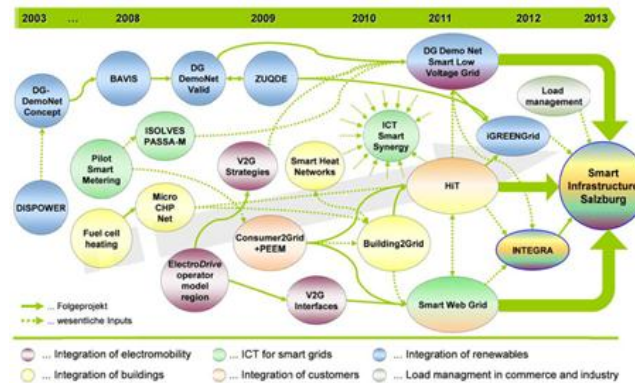 2003 ... 2008 2009 2010 2011 2012 2013
DG-
DemoNet
Concept
BAVIS
DG
DemoNet
Valid
ZUQDE
DG Demo Net
Smart Low
Voltage Grid
Load
management
ISOLVES
PASSA-M
ICT
Smart
Synergy
iGREENGrid
Pilot
Smart
Metering
V2G
Strategies
Smart Heat
Networks
HiT
Smart
Infrastructure
Salzburg
DISPOWER
Micro
CHP
Net
Fuel cell
heating
Consumer2Grid
+PEEM
Building2Grid
INTEGRA
ElectroDrive
operator
model
region
V2G
Interfaces
Smart Web Grid
... Folgeprojekt
... wesentliche Inputs
... Integration of electromobility
... ICT for smart grids
... Integration of renewables
... Integration of buildings
... Integration of customers
... Load managment in commerce and industry